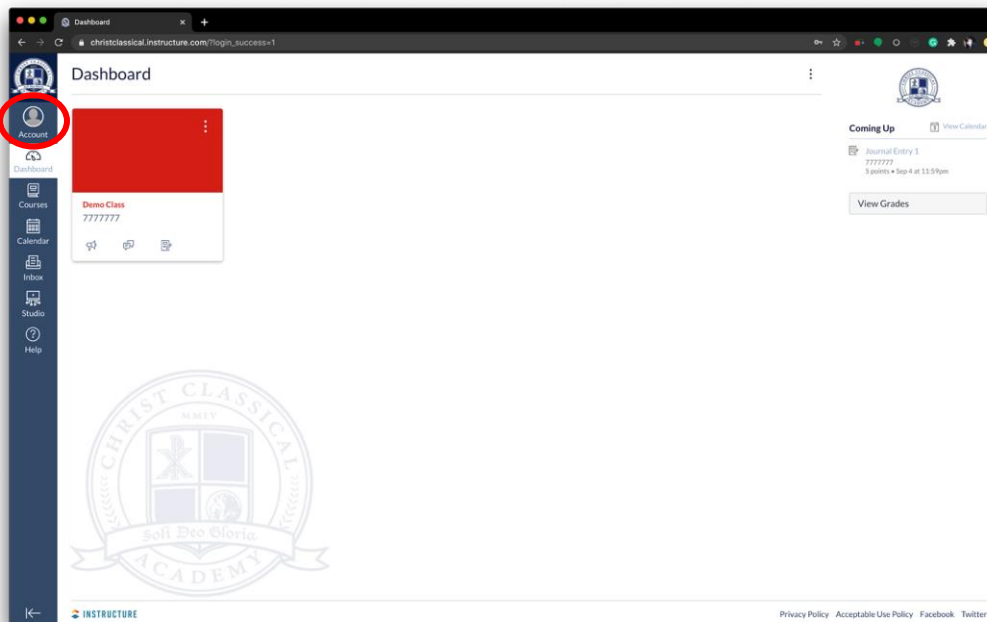 Dashboard
christclassical.instructure.com/?login_success=1
Dashboard
Account
Dashboard
Courses
Calendar
Inbox
Studio
Help
Demo Class
7777777
Coming Up
View Calendar
Journal Entry 1
7777777
5 points • Sep 4 at 11:59pm
View Grades
CHRIST CLASSICAL
MMIV
Soli Deo Gloria
ACADEMY
INSTRUCTURE
Privacy Policy Acceptable Use Policy Facebook Twitter